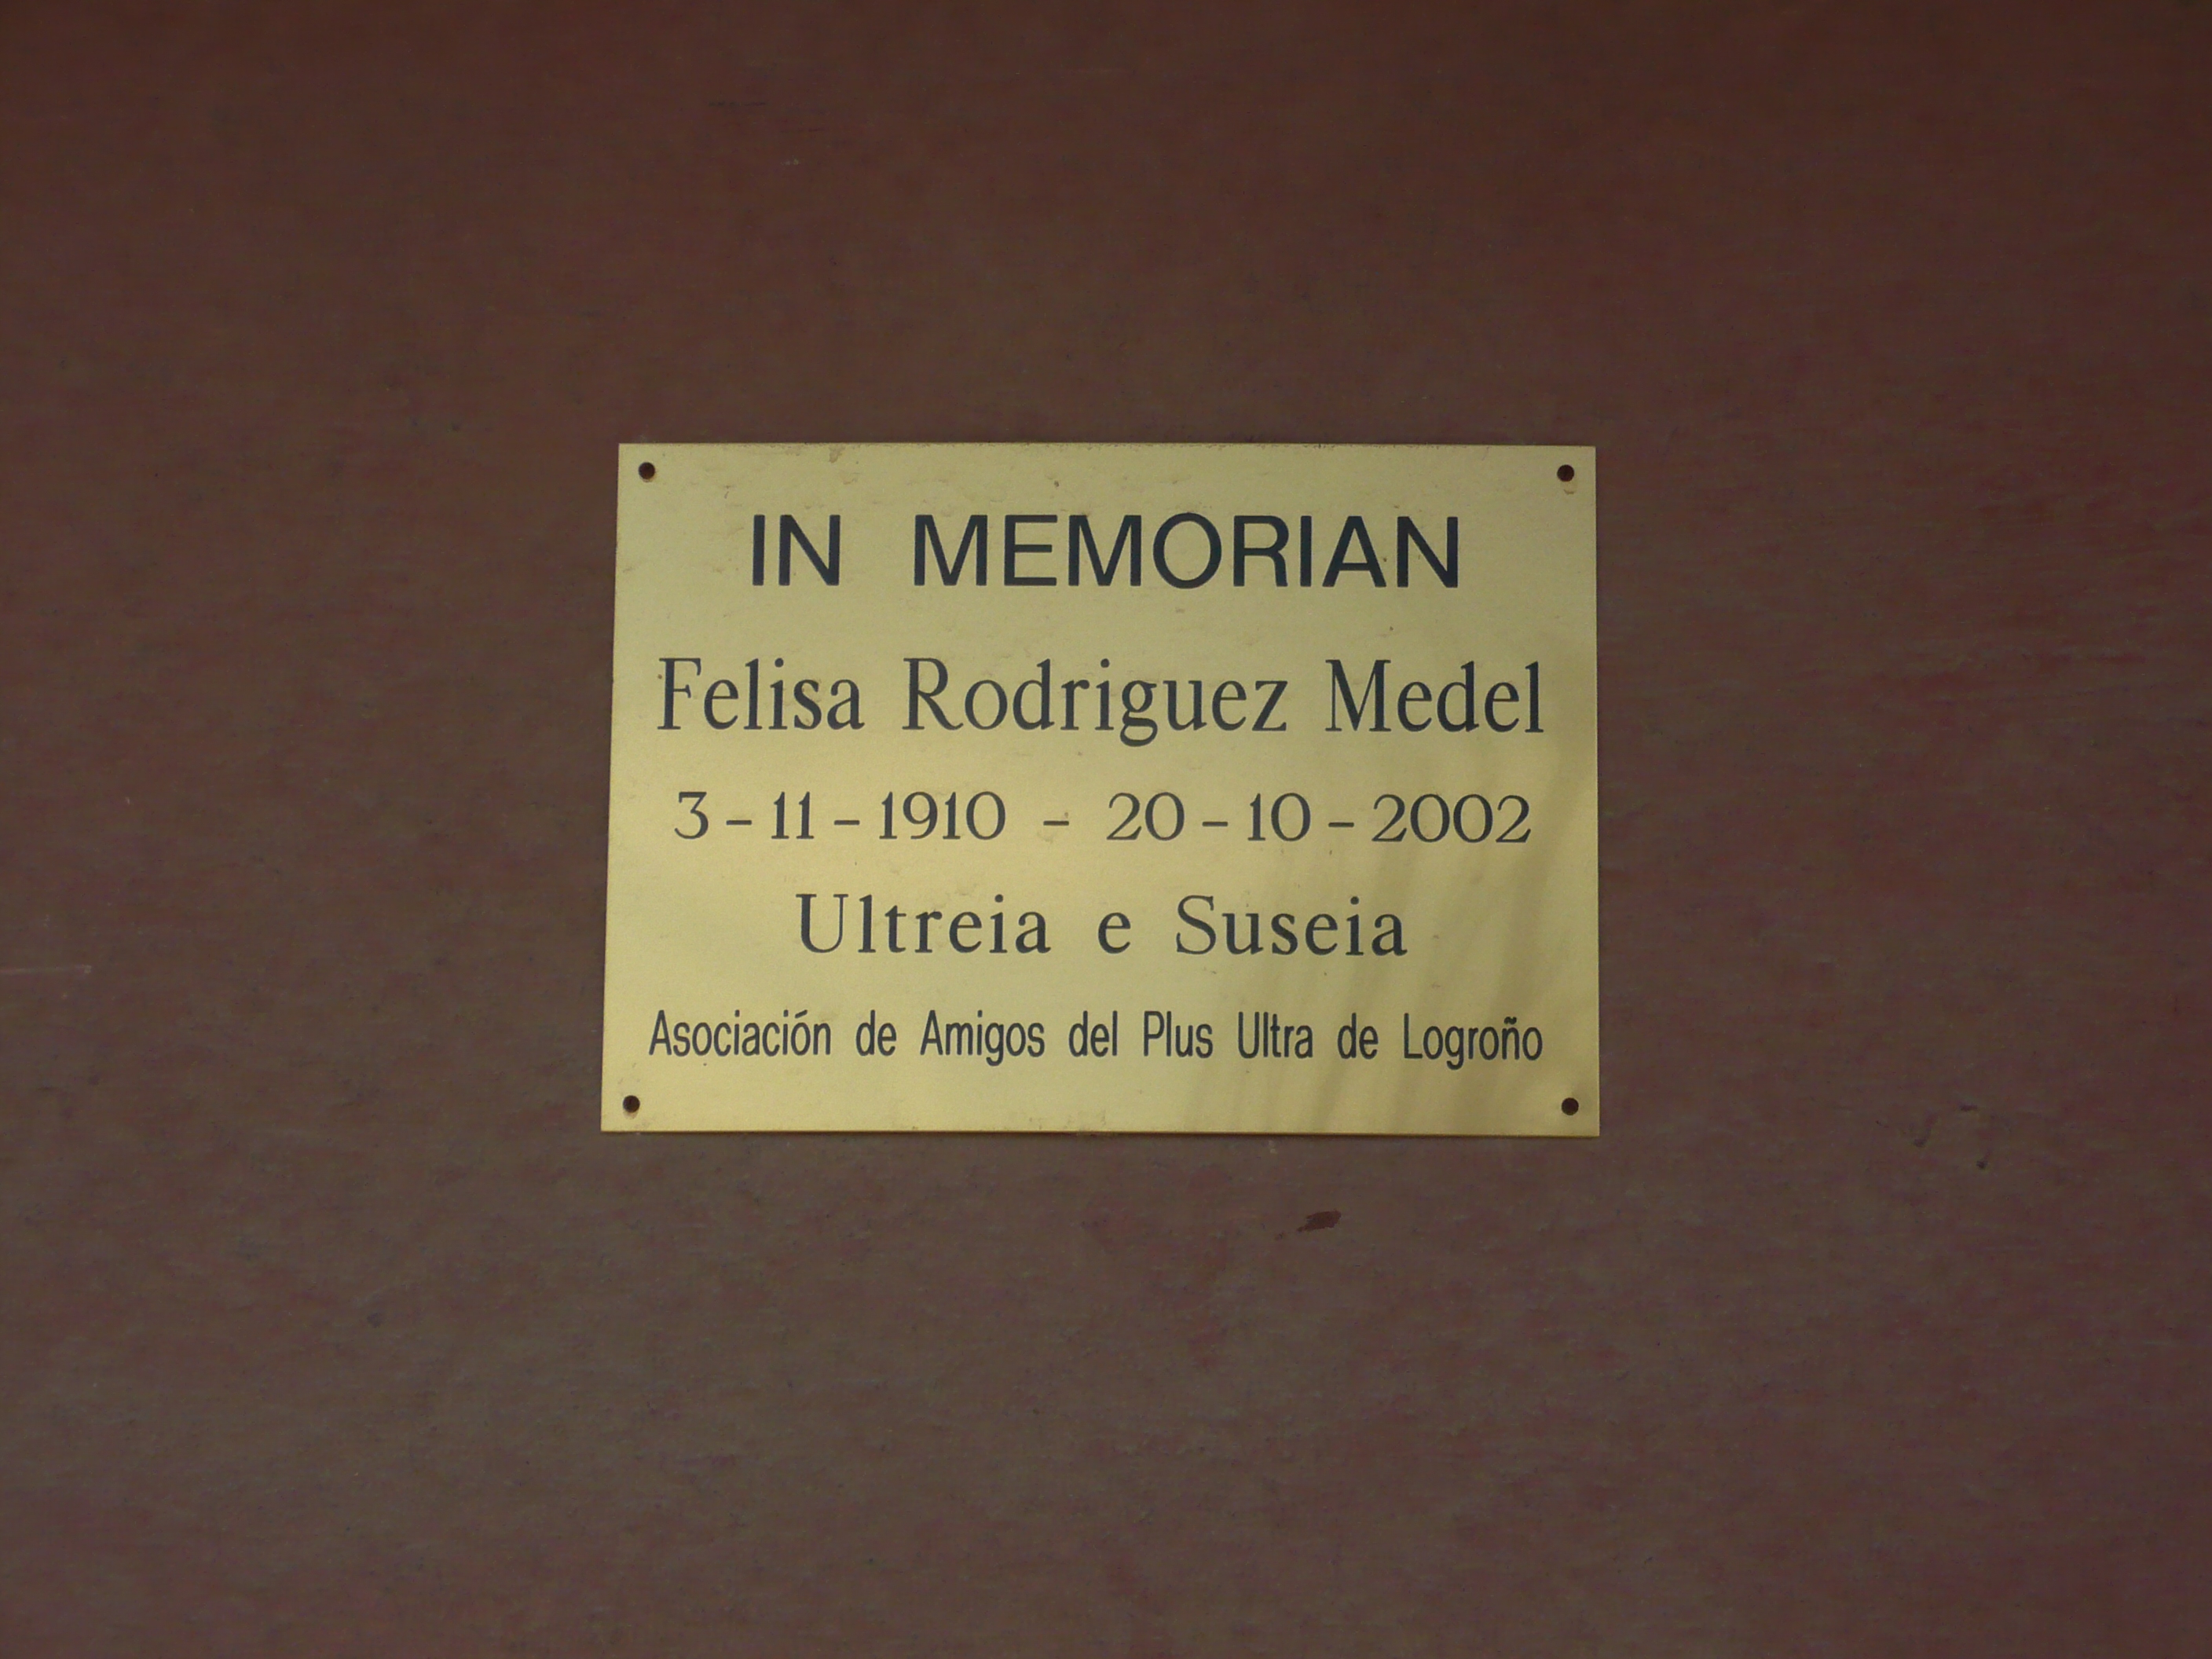 IN MEMORIAN
Felisa Rodriguez Medel
3-11-1910 - 20-10-2002
Ultreia e Suseia
Asociación de Amigos del Plus Ultra de Logroño